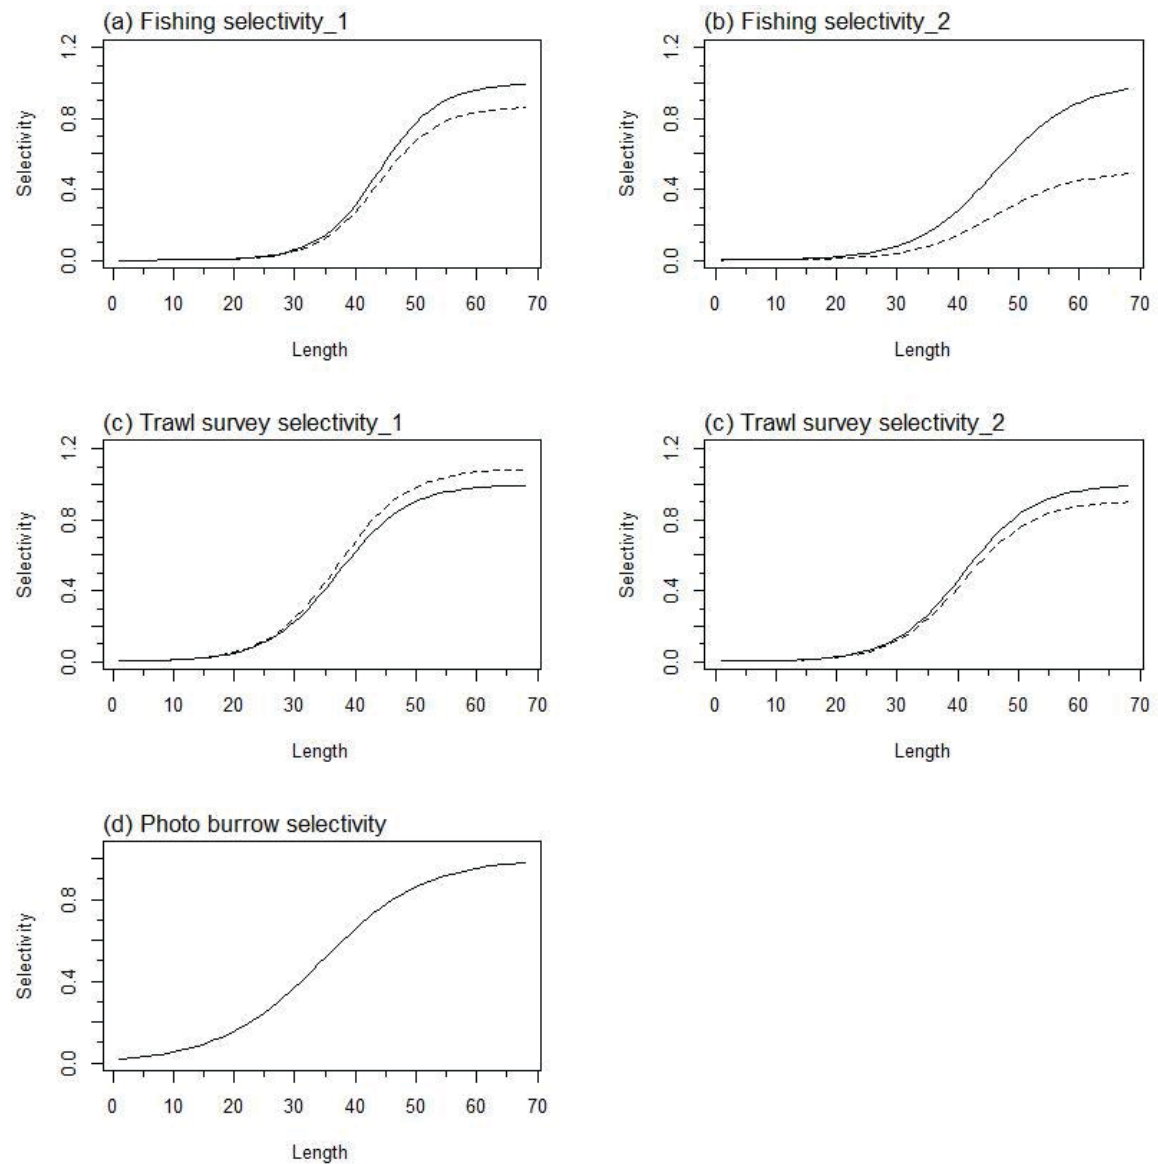 (a) Fishing selectivity_1
1.2
0.8
0.4
0.0
Selectivity
0 10 20 30 40 50 60 70
Length
(b) Fishing selectivity_2
1.2
0.8
0.4
0.0
Selectivity
0 10 20 30 40 50 60 70
Length
(c) Trawl survey selectivity_1
1.2
0.8
0.4
0.0
Selectivity
0 10 20 30 40 50 60 70
Length
(c) Trawl survey selectivity_2
1.2
0.8
0.4
0.0
Selectivity
0 10 20 30 40 50 60 70
Length
(d) Photo burrow selectivity
0.8
0.4
0.0
Selectivity
0 10 20 30 40 50 60 70
Length